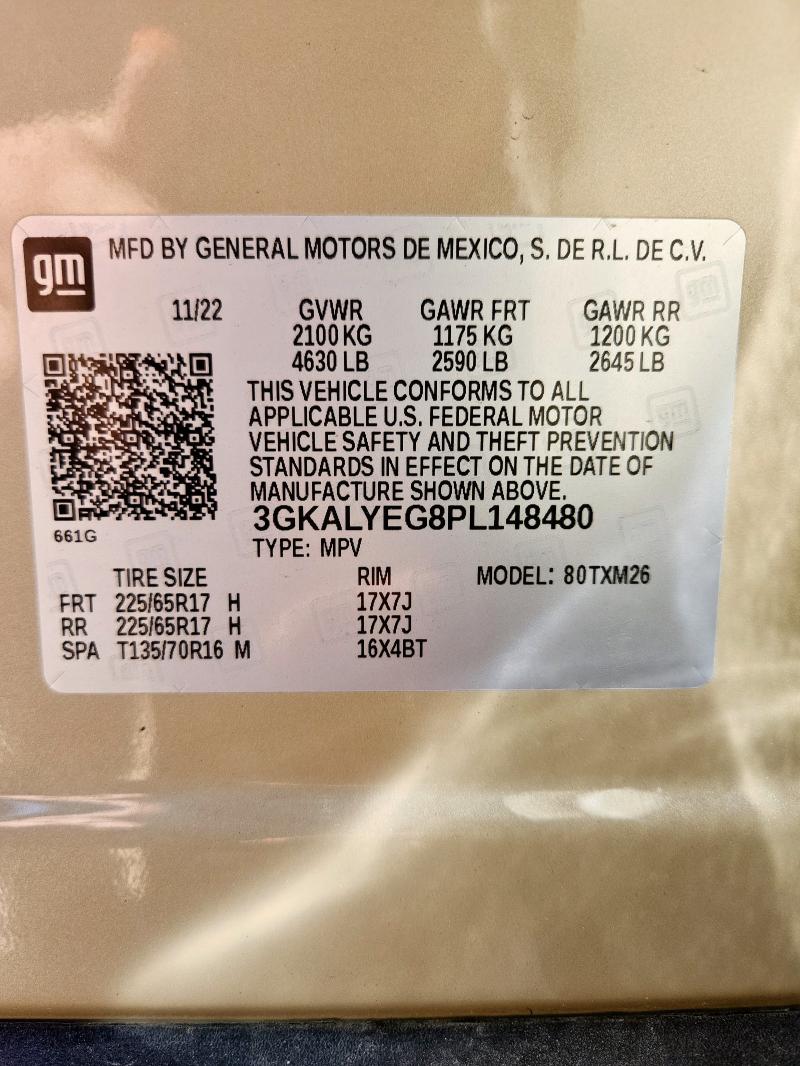 gm MFD BY GENERAL MOTORS DE MEXICO, S. DE R.L. DE C.V.
11/22 GVWR GAWR FRT GAWR RR
2100 KG 1175 KG 1200 KG
4630 LB 2590 LB 2645 LB
THIS VEHICLE CONFORMS TO ALL
APPLICABLE U.S. FEDERAL MOTOR
VEHICLE SAFETY AND THEFT PREVENTION
STANDARDS IN EFFECT ON THE DATE OF
MANUFACTURE SHOWN ABOVE.
3GKALYEG8PL148480
661G
TYPE: MPV
TIRE SIZE RIM MODEL: 80TXM26
FRT 225/65R17 H 17X7J
RR 225/65R17 H 17X7J
SPA T135/70R16 M 16X4BT